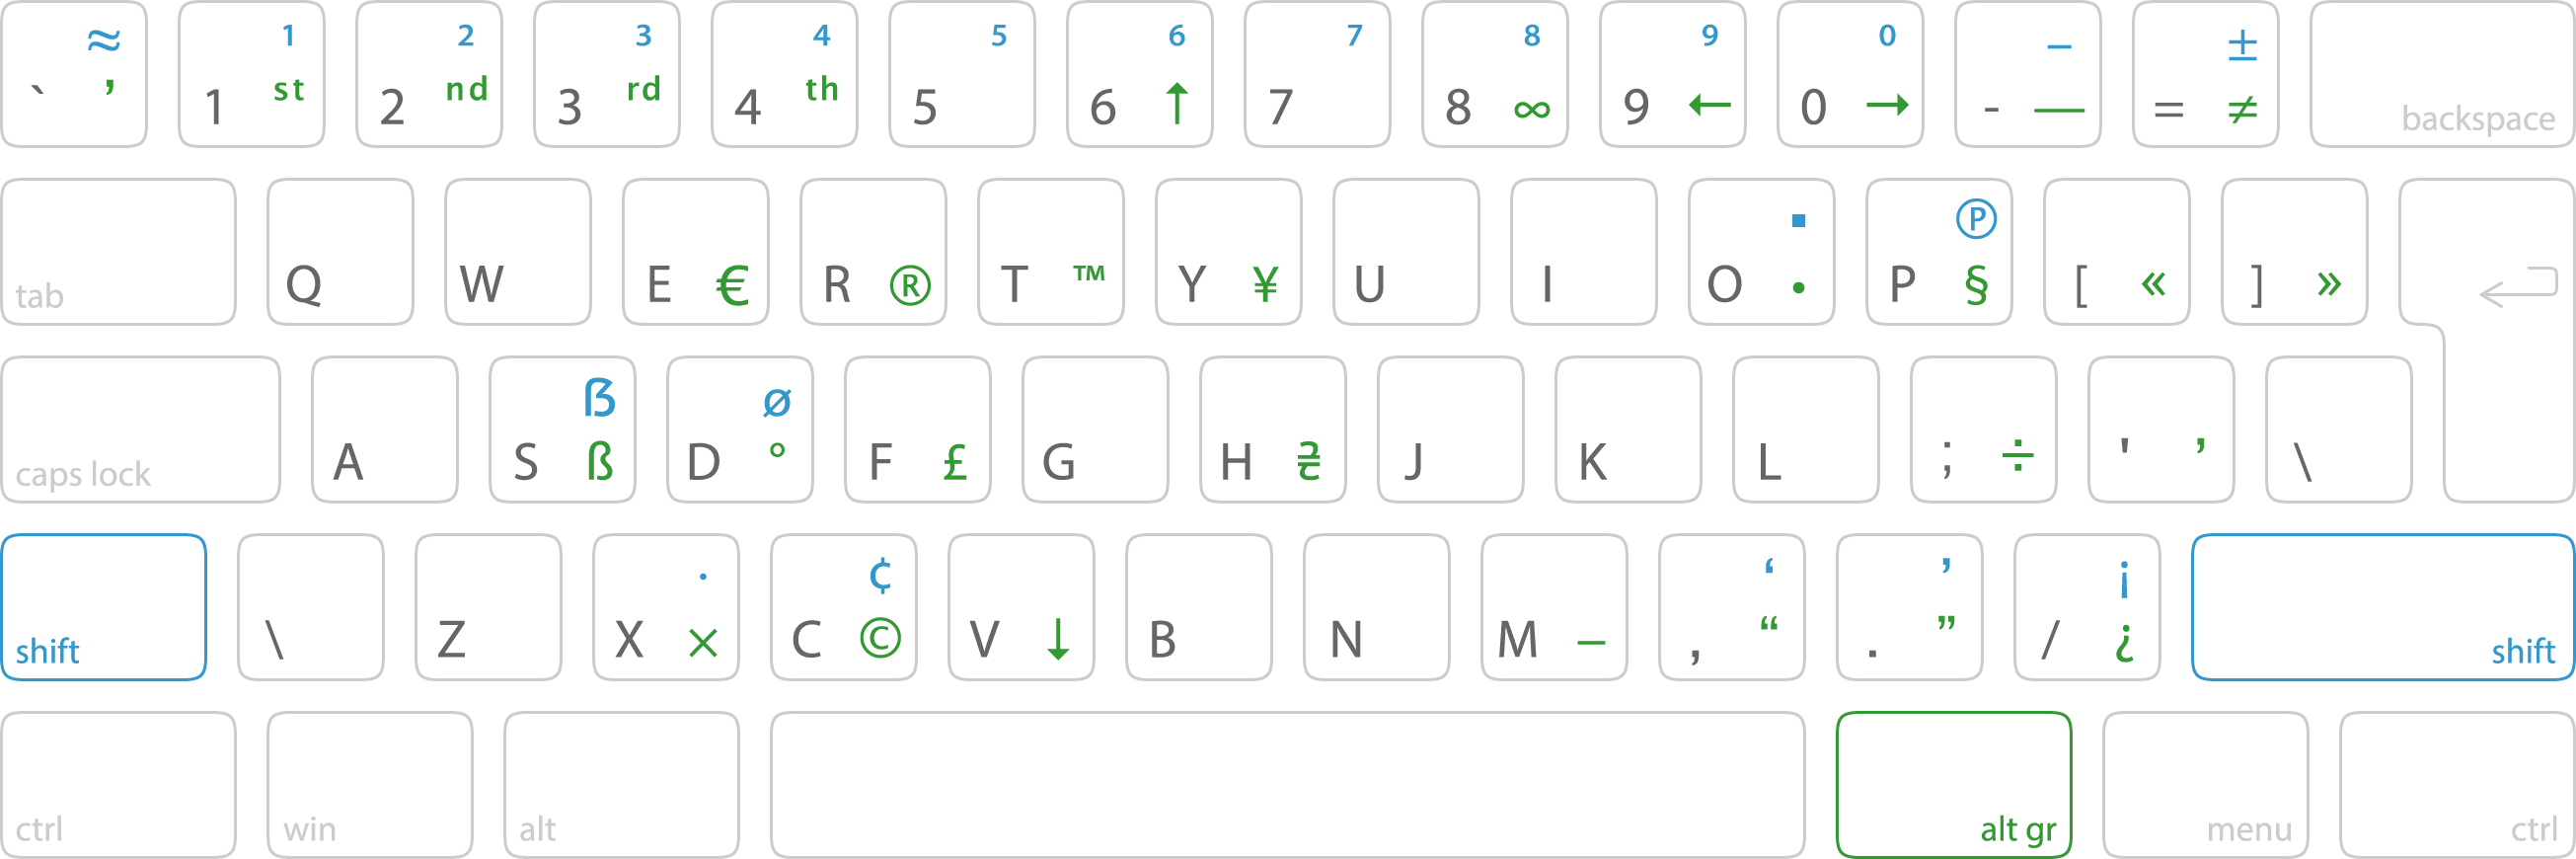 ≈ 1 2 3 4 5 6 7 8 9 0 – ±
` ’ 1 st 2 nd 3 rd 4 th 5 6 ↑ 7 8 ∞ 9 ← 0 → - — = ≠ backspace
▪ ℗
tab Q W E € R ® T ™ Y ¥ U I O • P § [ « ] »
ẞ ø
caps lock A S ß D ° F £ G H ₴ J K L ; ÷ ' ’ \
· ¢ ‘ ’ ¡
shift \ Z X × C © V ↓ B N M – , “ . ” / ¿ shift
ctrl win alt alt gr menu ctrl